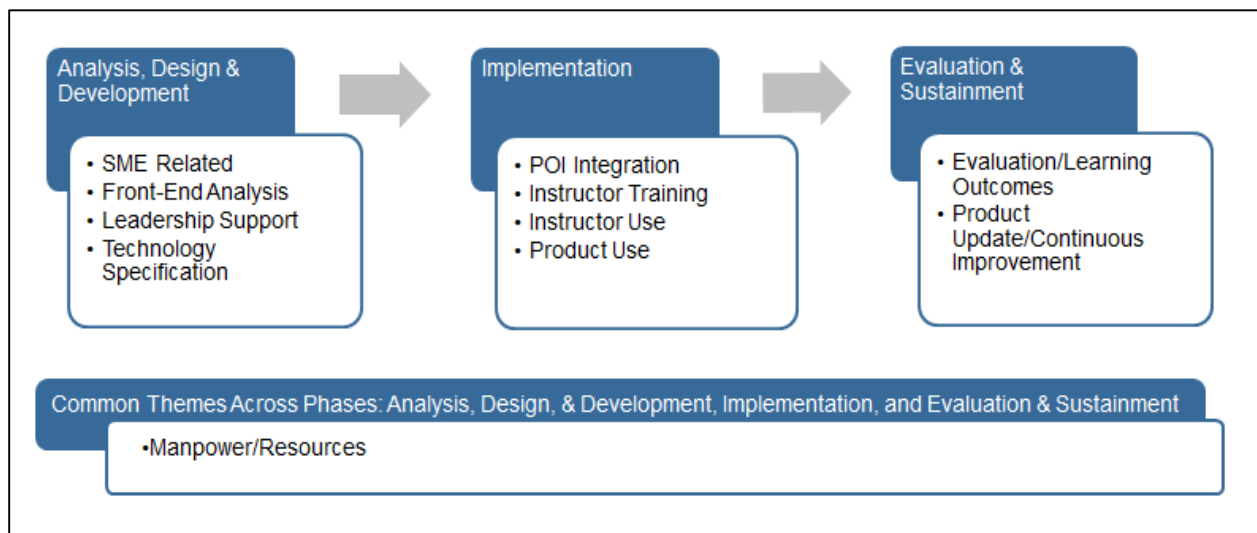 Analysis, Design &
Development
• SME Related
• Front-End Analysis
• Leadership Support
• Technology
Specification
Implementation
• POI Integration
• Instructor Training
• Instructor Use
• Product Use
Evaluation &
Sustainment
• Evaluation/Learning
Outcomes
• Product
Update/Continuous
Improvement
Common Themes Across Phases: Analysis, Design, & Development, Implementation, and Evaluation & Sustainment
•Manpower/Resources